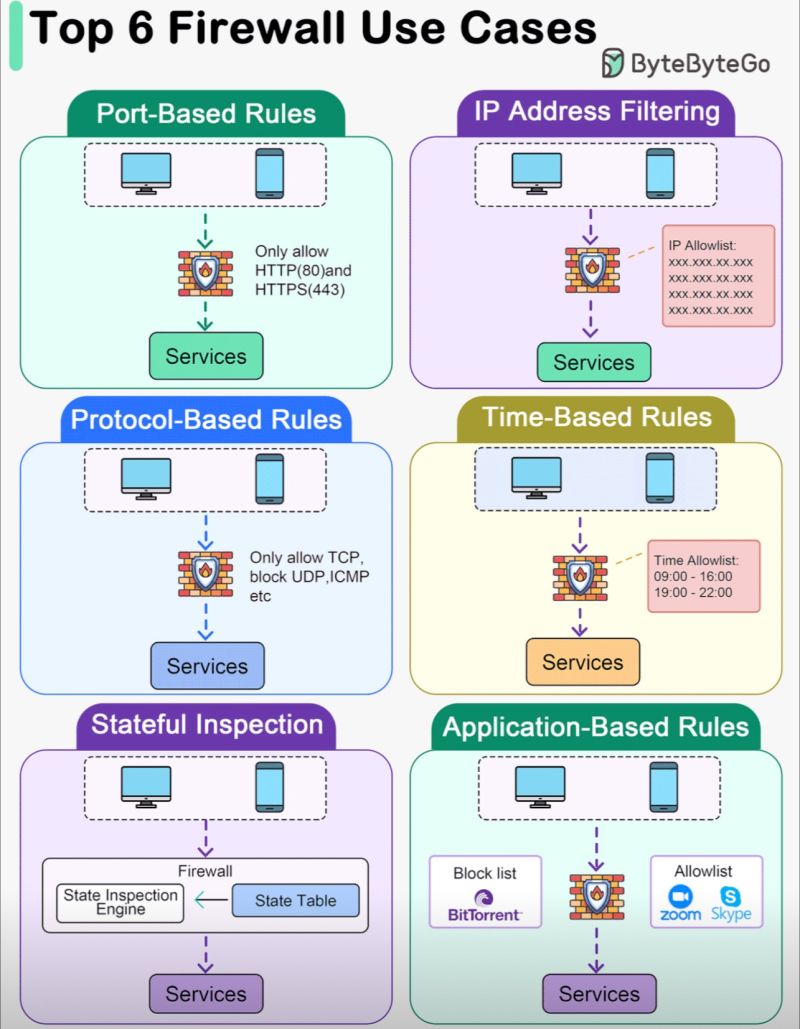 Top 6 Firewall Use Cases
ByteByteGo
Port-Based Rules
Only allow
HTTP(80)and
HTTPS(443)
Services
IP Address Filtering
IP Allowlist:
xxx.xxx.xx.xxx
xxx.xxx.xx.xxx
xxx.xxx.xx.xxx
xxx.xxx.xx.xxx
Services
Protocol-Based Rules
Only allow TCP,
block UDP,ICMP
etc
Services
Time-Based Rules
Time Allowlist:
09:00 - 16:00
19:00 - 22:00
Services
Stateful Inspection
Firewall
State Inspection
Engine
State Table
Services
Application-Based Rules
Block list
BitTorrent
Allowlist
zoom
Skype
Services